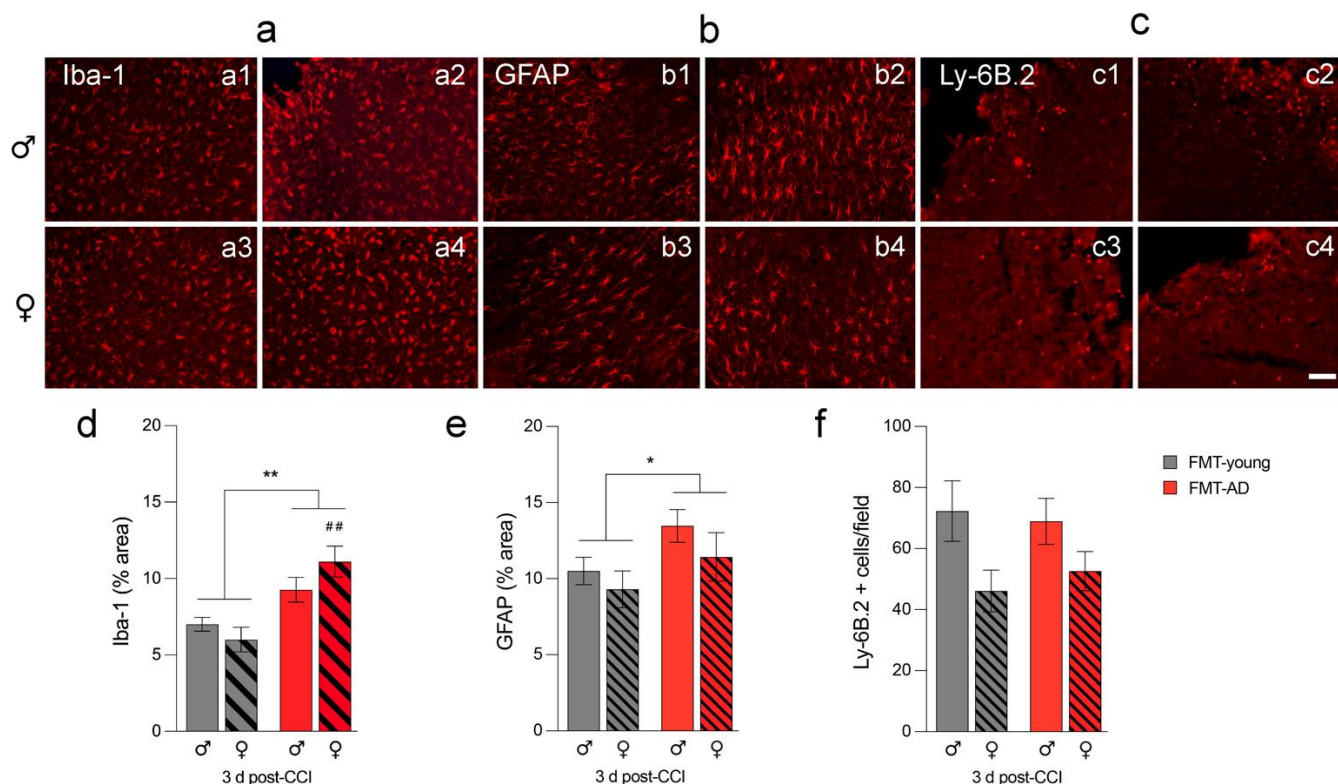 a b c
Iba-1 a1 a2 GFAP b1 b2 Ly-6B.2 c1 c2
♂
a3 a4 b3 b4 c3 c4
♀
d
20
15
10
5
0
Iba-1 (% area)
**
##
♂ ♀ ♂ ♀
3 d post-CCI
e
20
15
10
5
0
GFAP (% area)
*
♂ ♀ ♂ ♀
3 d post-CCI
f
100
80
60
40
20
0
Ly-6B.2 + cells/field
♂ ♀ ♂ ♀
3 d post-CCI
FMT-young
FMT-AD